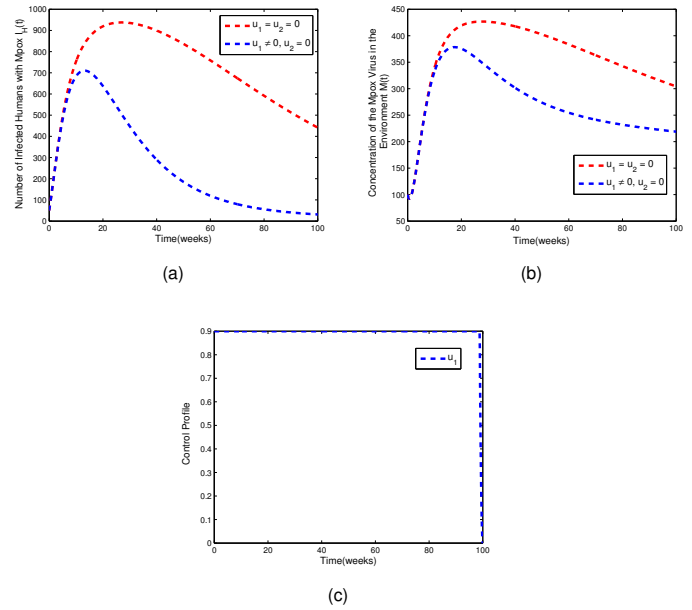 Number of Infected Humans with Mpox I_H(t)
1000
900
800
700
600
500
400
300
200
100
0
0 20 40 60 80 100
Time(weeks)
u_1 = u_2 = 0
u_1 ≠ 0, u_2 = 0
(a)
Concentration of the Mpox Virus in the
Environment M(t)
450
400
350
300
250
200
150
100
50
0 20 40 60 80 100
Time(weeks)
u_1 = u_2 = 0
u_1 ≠ 0, u_2 = 0
(b)
Control Profile
0.9
0.8
0.7
0.6
0.5
0.4
0.3
0.2
0.1
0
0 20 40 60 80 100
Time(weeks)
u_1
(c)